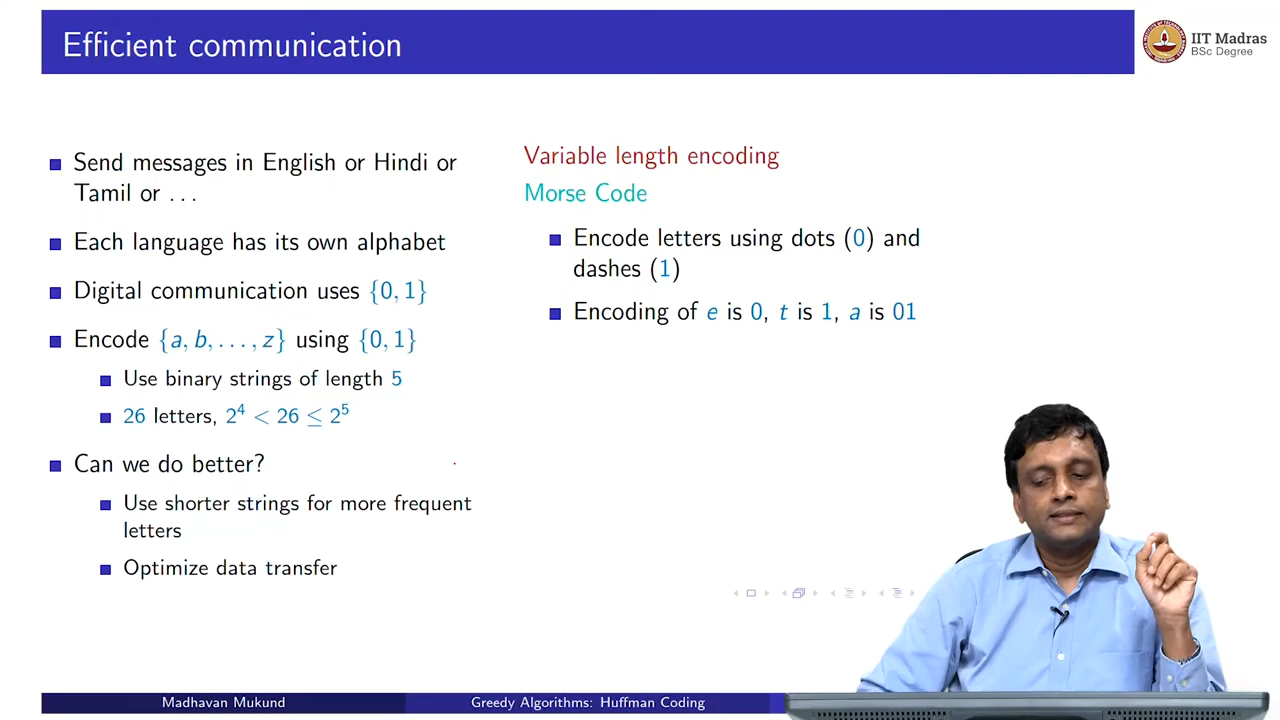 Efficient communication
IIT Madras
BSc Degree
Send messages in English or Hindi or
Tamil or . . .
Each language has its own alphabet
Digital communication uses {0, 1}
Encode {a, b, . . . , z} using {0, 1}
Use binary strings of length 5
26 letters, 2⁴ < 26 ≤ 2⁵
Can we do better?
Use shorter strings for more frequent
letters
Optimize data transfer
Variable length encoding
Morse Code
Encode letters using dots (0) and
dashes (1)
Encoding of e is 0, t is 1, a is 01
Madhavan Mukund
Greedy Algorithms: Huffman Coding